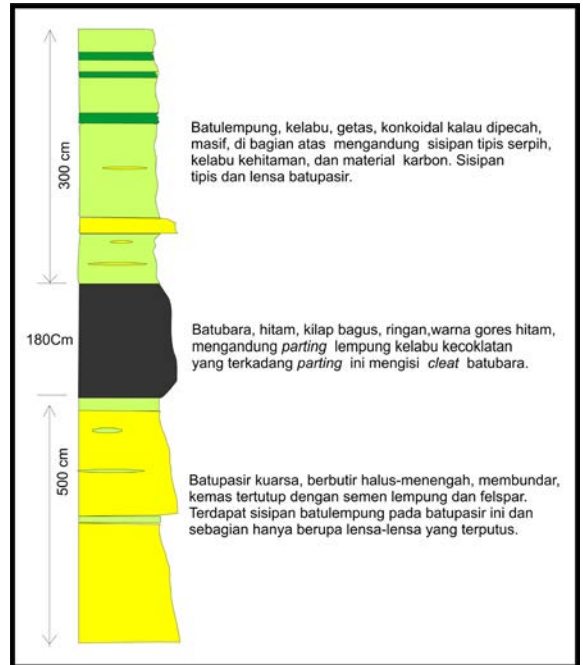 300 cm
Batulempung, kelabu, getas, konkoidal kalau dipecah,
masif, di bagian atas mengandung sisipan tipis serpih,
kelabu kehitaman, dan material karbon. Sisipan
tipis dan lensa batupasir.
180Cm
Batubara, hitam, kilap bagus, ringan,warna gores hitam,
mengandung parting lempung kelabu kecoklatan
yang terkadang parting ini mengisi cleat batubara.
500 cm
Batupasir kuarsa, berbutir halus-menengah, membundar,
kemas tertutup dengan semen lempung dan felspar.
Terdapat sisipan batulempung pada batupasir ini dan
sebagian hanya berupa lensa-lensa yang terputus.